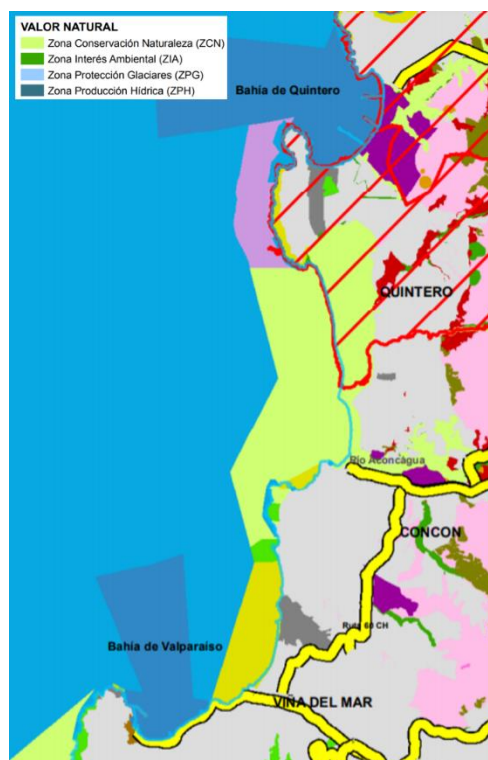 VALOR NATURAL
Zona Conservación Naturaleza (ZCN)
Zona Interés Ambiental (ZIA)
Zona Protección Glaciares (ZPG)
Zona Producción Hídrica (ZPH)
Bahía de Quintero
QUINTERO
Río Aconcagua
CONCON
Ruta 60 CH
Bahía de Valparaíso
VIÑA DEL MAR